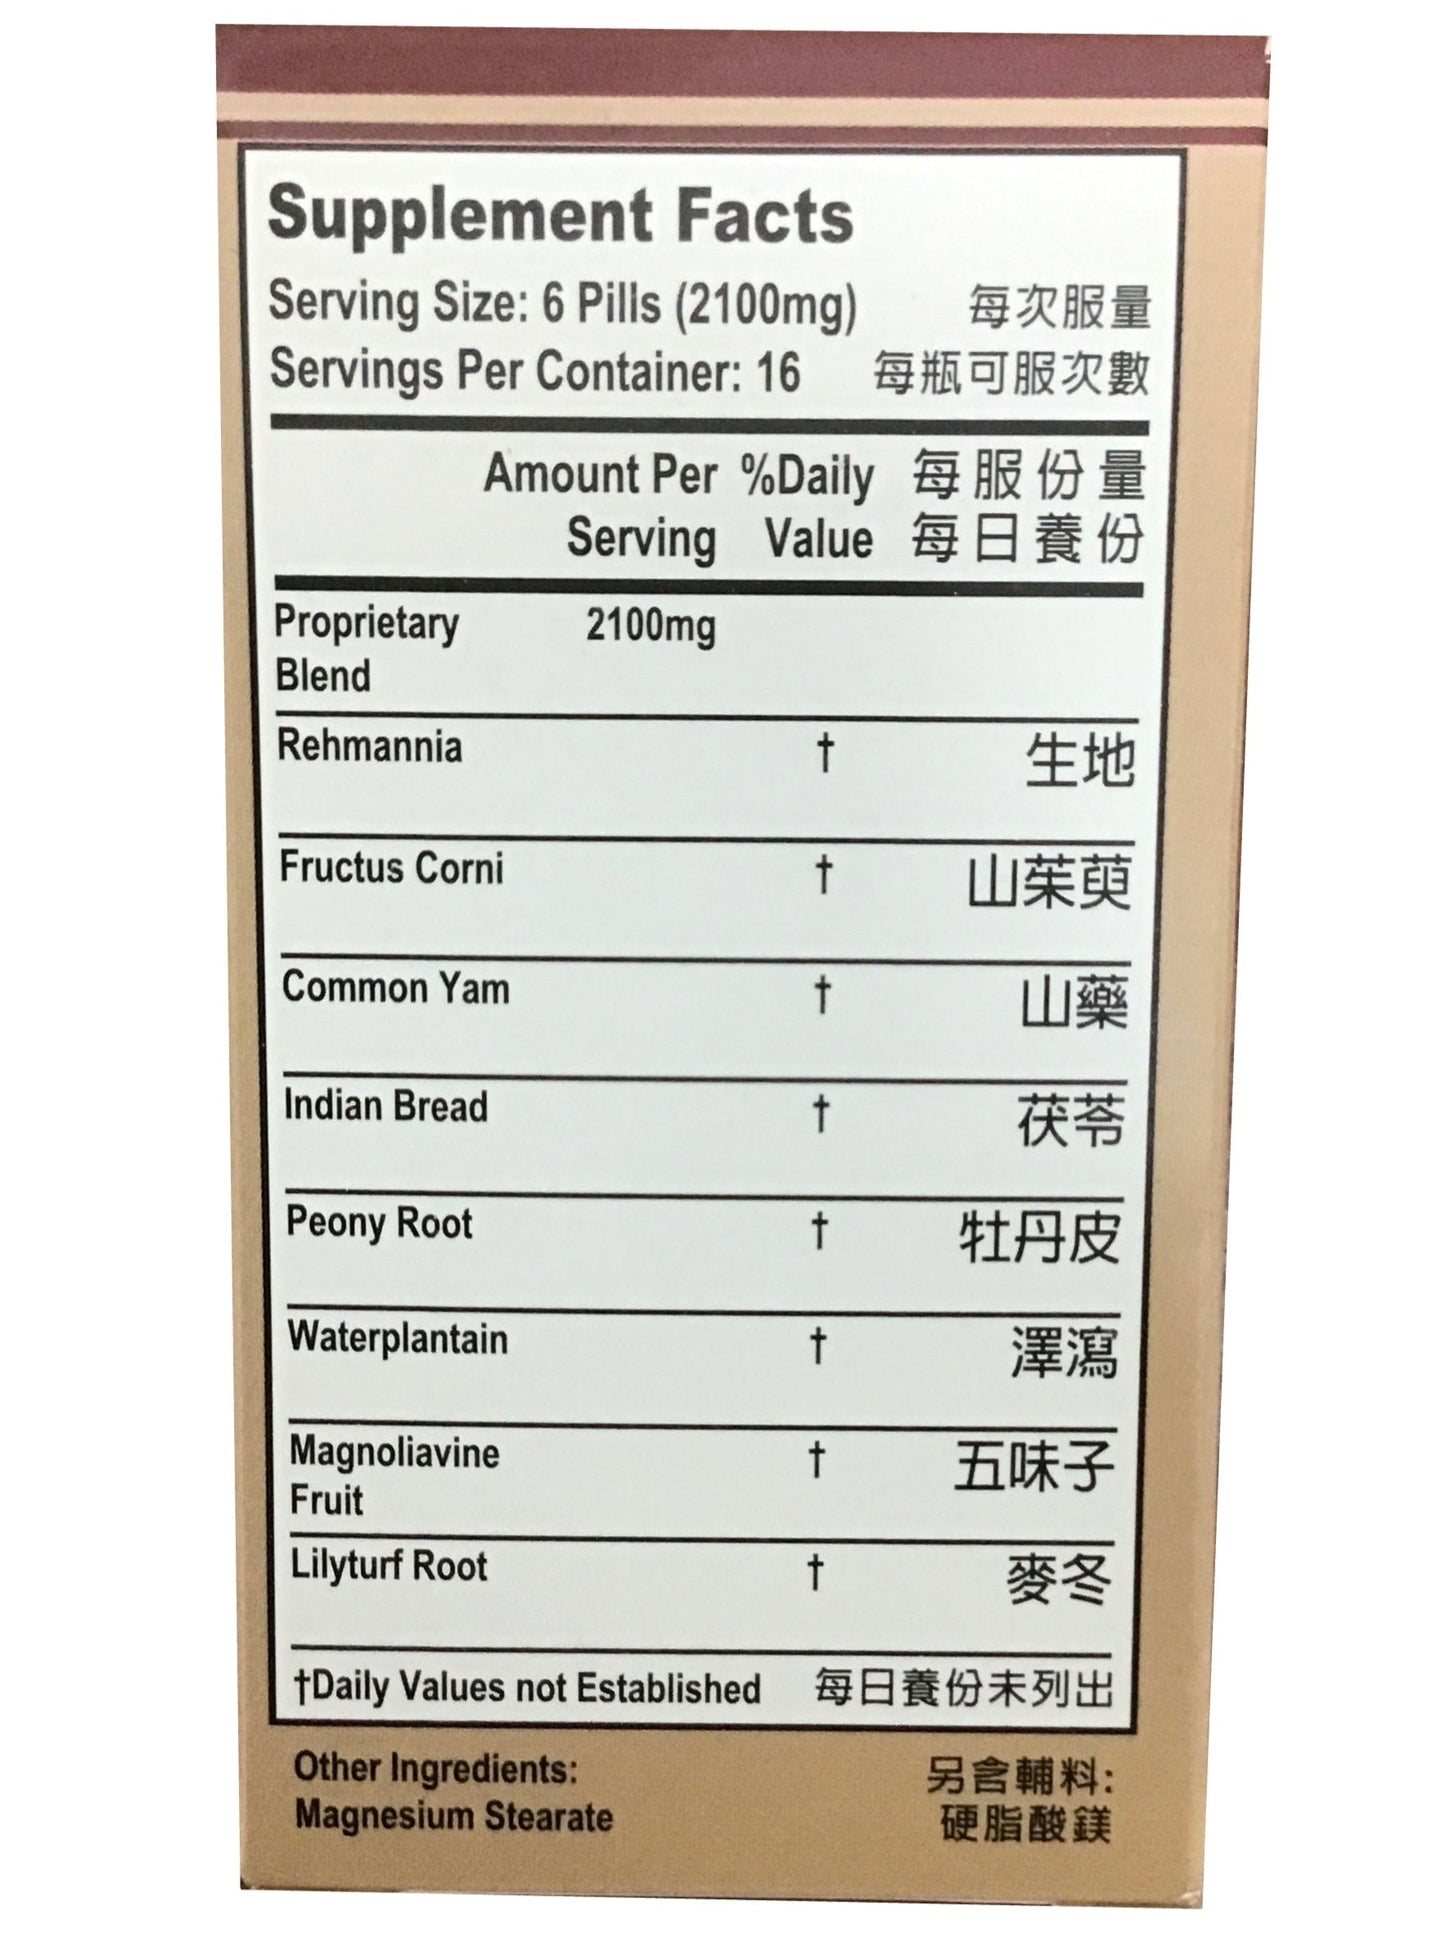 Supplement Facts
Serving Size: 6 Pills (2100mg) 每次服量
Servings Per Container: 16 每瓶可服次數
Amount Per %Daily 每服份量
Serving Value 每日養份
Proprietary 2100mg
Blend
Rehmannia † 生地
Fructus Corni † 山茱萸
Common Yam † 山藥
Indian Bread † 茯苓
Peony Root † 牡丹皮
Waterplantain † 澤瀉
Magnoliavine † 五味子
Fruit
Lilyturf Root † 麥冬
†Daily Values not Established 每日養份未列出
Other Ingredients: 另含輔料:
Magnesium Stearate 硬脂酸鎂